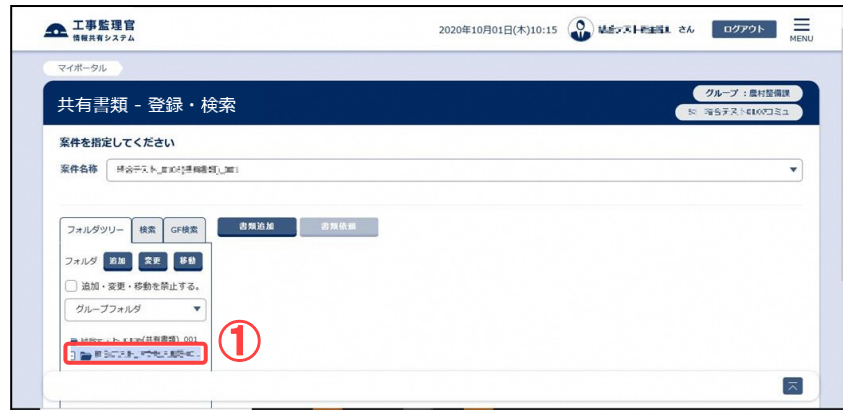 工事監理官
情報共有システム
2020年10月01日(木)10:15
さん
ログアウト
MENU
マイポータル
共有書類 - 登録・検索
グループ：農村整備課
案件を指定してください
案件名称
フォルダツリー 検索 GF検索
書類追加 書類依頼
フォルダ 追加 変更 移動
追加・変更・移動を禁止する。
グループフォルダ
(共有書類)_001
①